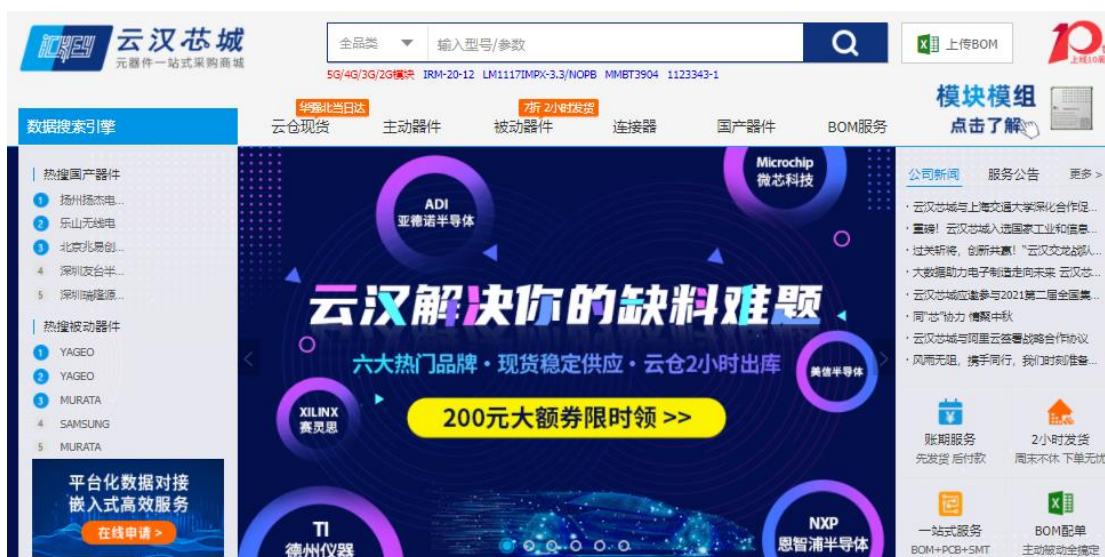 ICKEY 云汉芯城
元器件一站式采购商城
全品类 输入型号/参数
上传BOM
上线10周
5G/4G/3G/2G模块 IRM-20-12 LM1117IMPX-3.3/NOPB MMBT3904 1123343-1
模块模组
点击了解
华强北当日达 7折 2小时发货
数据搜索引擎 云仓现货 主动器件 被动器件 连接器 国产器件 BOM服务
热搜国产器件
1 扬州扬杰电...
2 乐山无线电
3 北京兆易创...
4 深圳友台半...
5 深圳瑞隆源...
热搜被动器件
1 YAGEO
2 YAGEO
3 MURATA
4 SAMSUNG
5 MURATA
平台化数据对接
嵌入式高效服务
在线申请 >
ADI
亚德诺半导体
Microchip
微芯科技
云汉解决你的缺料难题
六大热门品牌·现货稳定供应·云仓2小时出库
美信半导体
XILINX
赛灵思
200元大额券限时领 >>
TI
德州仪器
NXP
恩智浦半导体
公司新闻 服务公告 更多 >
·云汉芯城与上海交通大学深化合作促...
·重磅！云汉芯城入选国家工业和信息...
·过关斩将，创新共赢！“云汉交龙战队...
·大数据助力电子制造走向未来 云汉芯...
·云汉芯城应邀参与2021第二届全国集...
·同“芯”协力 情聚中秋
·云汉芯城与阿里云签署战略合作协议
·风雨无阻，携手同行，我们时刻准备...
账期服务 2小时发货
先发货 后付款 周末不休 下单无忧
一站式服务 BOM配单
BOM+PCB+SMT 主动被动全搞定